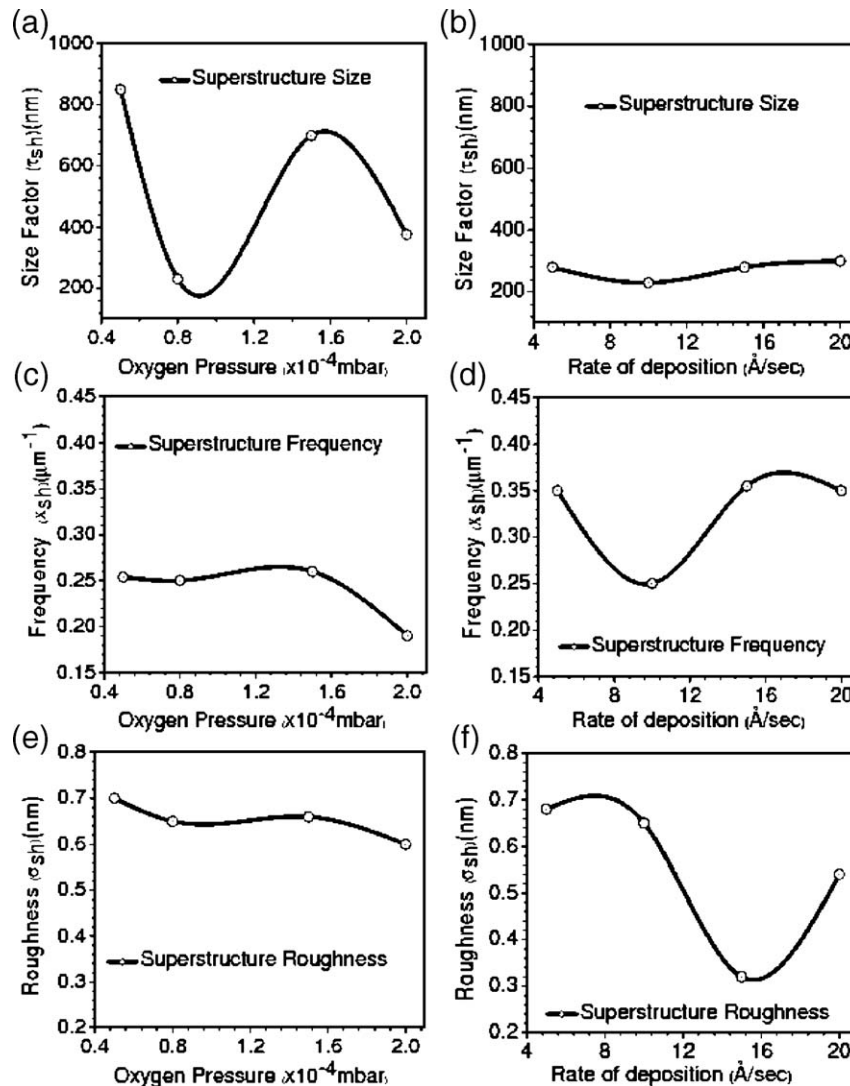 (a)
1000
800
600
400
200
0.4 0.8 1.2 1.6 2.0
Size Factor (τsh)(nm)
Superstructure Size
Oxygen Pressure (x10⁻⁴mbar)
(b)
1000
800
600
400
200
4 8 12 16 20
Size Factor (τsh)(nm)
Superstructure Size
Rate of deposition (Å/sec)
(c)
0.45
0.40
0.35
0.30
0.25
0.20
0.15
0.4 0.8 1.2 1.6 2.0
Frequency (xsh)(μm⁻¹)
Superstructure Frequency
Oxygen Pressure (x10⁻⁴mbar)
(d)
0.45
0.40
0.35
0.30
0.25
0.20
0.15
4 8 12 16 20
Frequency (xsh)(μm⁻¹)
Superstructure Frequency
Rate of deposition (Å/sec)
(e)
0.8
0.7
0.6
0.5
0.4
0.3
0.2
0.4 0.8 1.2 1.6 2.0
Roughness (σsh)(nm)
Superstructure Roughness
Oxygen Pressure (x10⁻⁴mbar)
(f)
0.8
0.7
0.6
0.5
0.4
0.3
0.2
4 8 12 16 20
Roughness (σsh)(nm)
Superstructure Roughness
Rate of deposition (Å/sec)